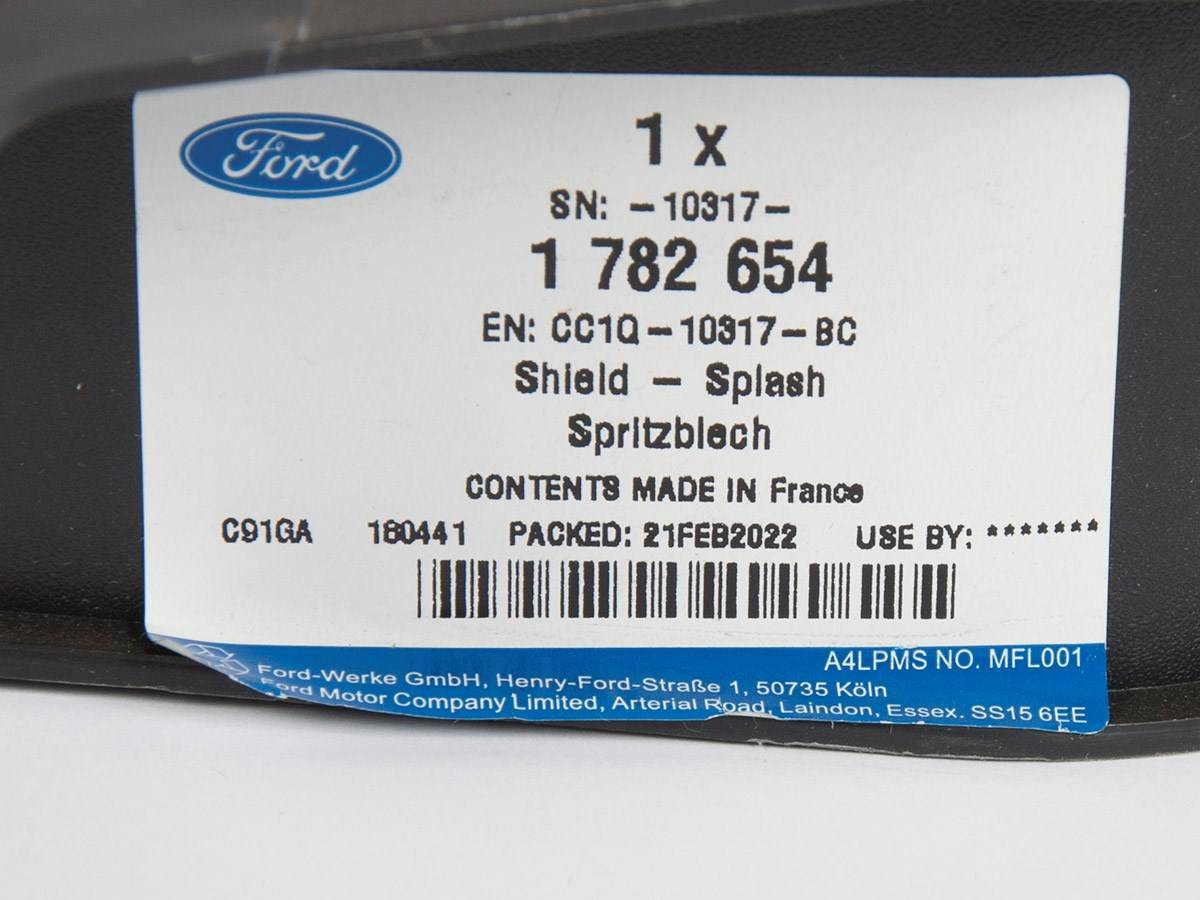 Ford
1 x
SN: -10317-
1 782 654
EN: CC1Q-10317-BC
Shield - Splash
Spritzblech
CONTENTS MADE IN France
C91GA 180441 PACKED: 21FEB2022 USE BY: *******
A4LPMS NO. MFL001
Ford-Werke GmbH, Henry-Ford-Straße 1, 50735 Köln
Ford Motor Company Limited, Arterial Road, Laindon, Essex. SS15 6EE